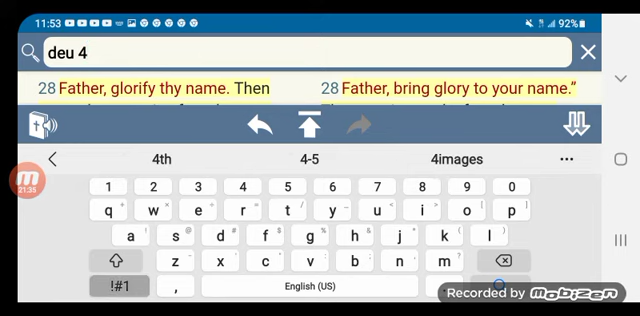 11:53 92%
deu 4
28 Father, glorify thy name. Then 28 Father, bring glory to your name.”
4th 4-5 4images
1 2 3 4 5 6 7 8 9 0
q w e r t y u i o p
a s d f g h j k l
21:35
z x c v b n m
!#1 , English (US)
Recorded by mobizen